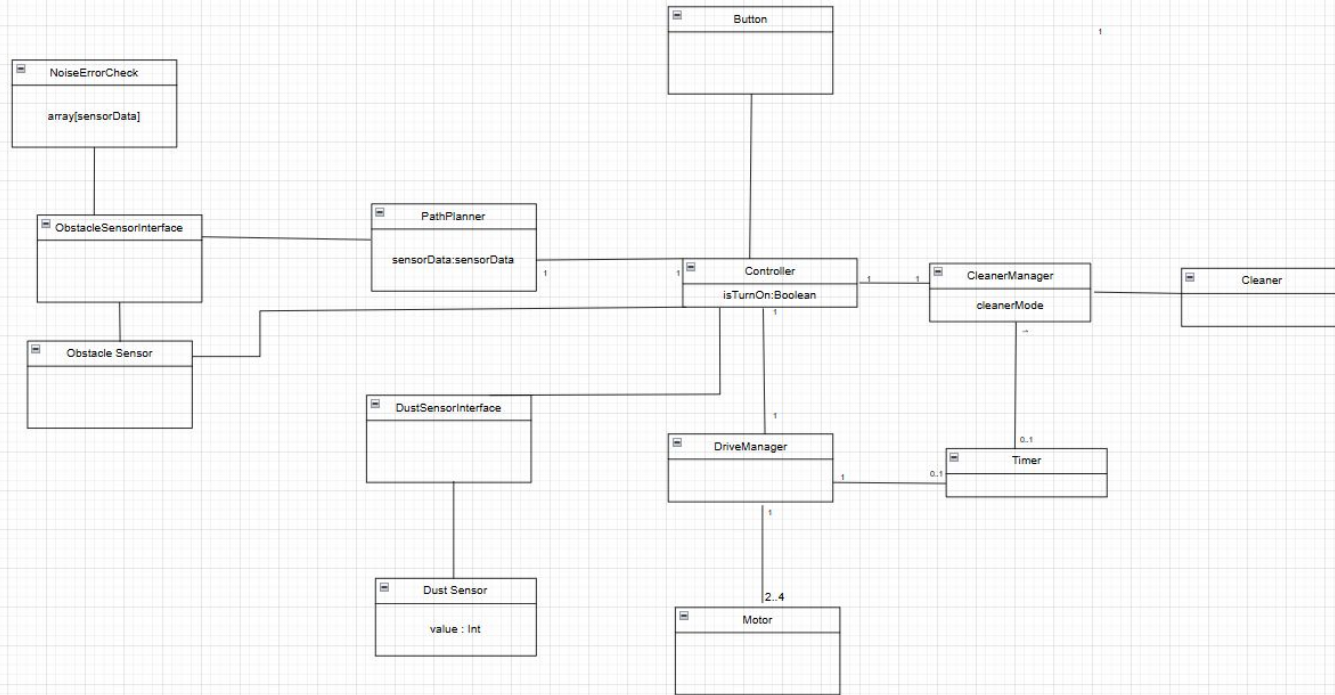 Button
1
NoiseErrorCheck
array[sensorData]
ObstacleSensorInterface
PathPlanner
sensorData:sensorData
1
1
Controller
isTurnOn:Boolean
1
1
1
CleanerManager
cleanerMode
1
Cleaner
Obstacle Sensor
DustSensorInterface
1
DriveManager
1
1
0..1
0..1
Timer
Dust Sensor
value : Int
2..4
Motor